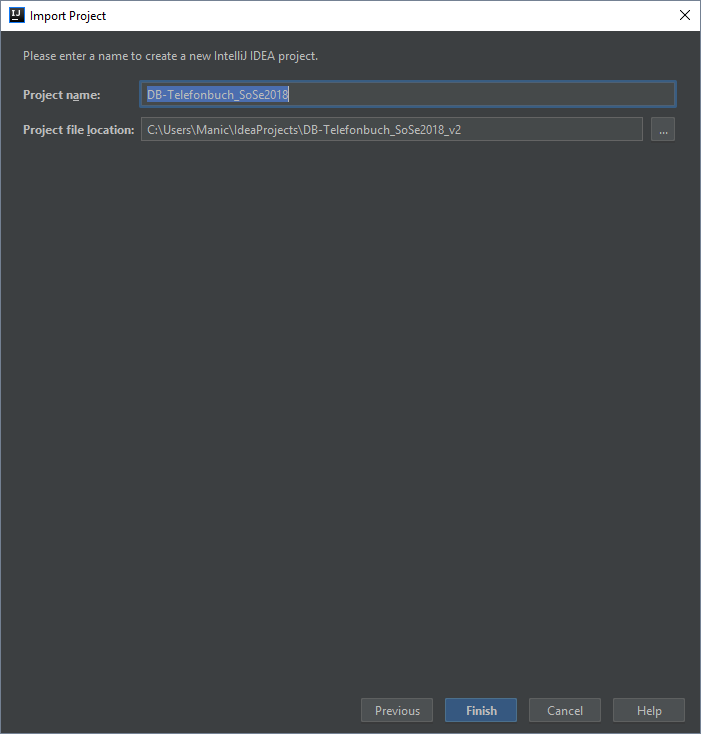 IJ Import Project
Please enter a name to create a new IntelliJ IDEA project.
Project name: DB-Telefonbuch_SoSe2018
Project file location: C:\Users\Manic\IdeaProjects\DB-Telefonbuch_SoSe2018_v2 ...
Previous Finish Cancel Help